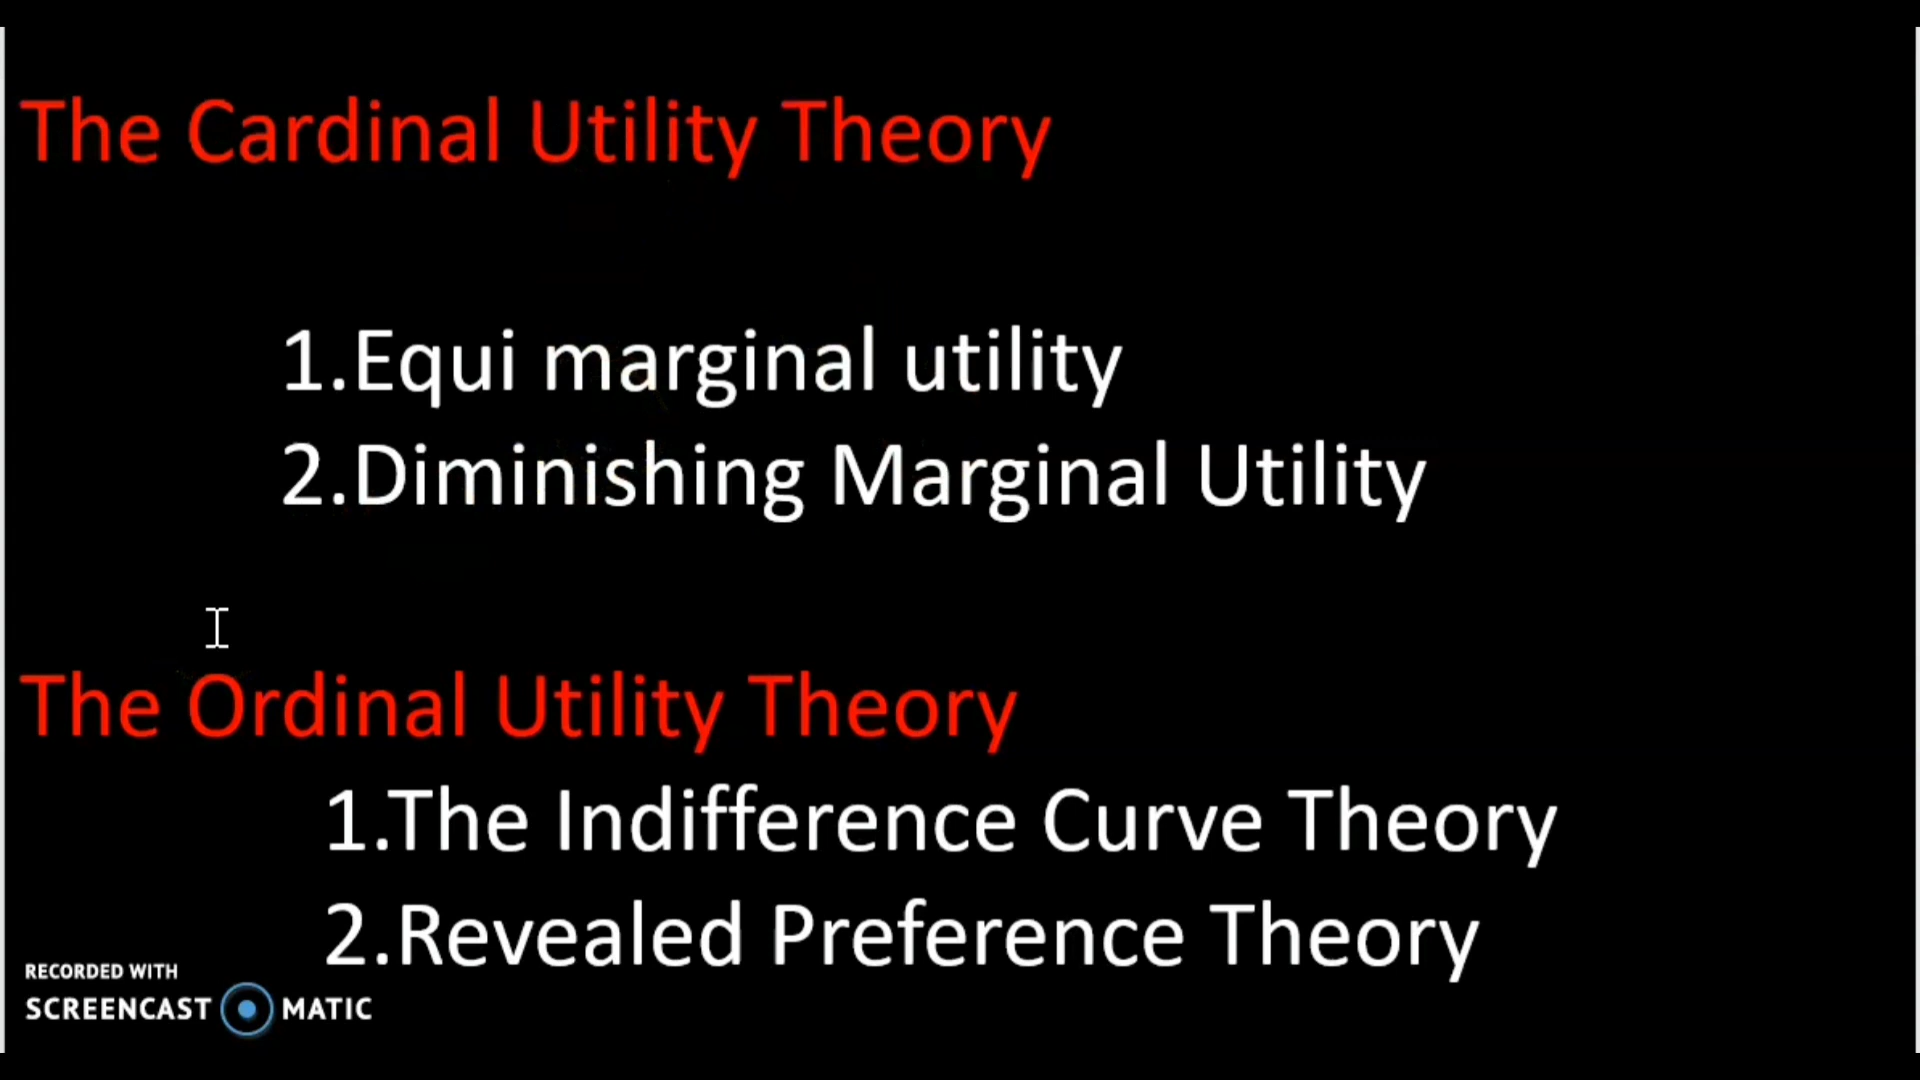 The Cardinal Utility Theory
1.Equi marginal utility
2.Diminishing Marginal Utility
The Ordinal Utility Theory
1.The Indifference Curve Theory
2.Revealed Preference Theory
RECORDED WITH
SCREENCAST MATIC